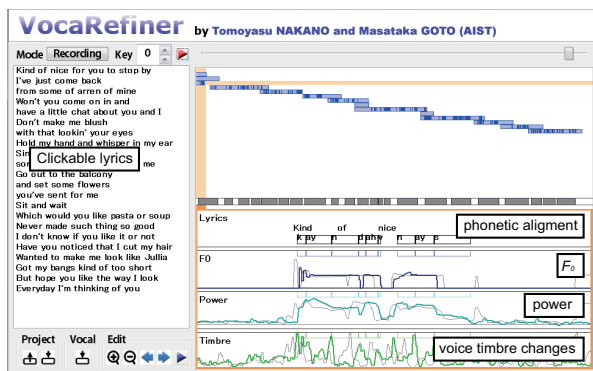 VocaRefiner by Tomoyasu NAKANO and Masataka GOTO (AIST)
Mode Recording Key 0
Kind of nice for you to stop by
I've just come back
from some of arren of mine
Won't you come on in and
have a little chat about you and I
Don't make me blush
with that lookin' your eyes
Hold my hand and whisper in my ear
Clickable lyrics
me
Go out to the balcony
and set some flowers
you've sent for me
Sit and wait
Which would you like pasta or soup
Never made such thing so good
I don't know if you like it or not
Have you noticed that I cut my hair
Wanted to make me look like Jullia
Got my bangs kind of too short
But hope you like the way I look
Everyday I'm thinking of you
Project Vocal Edit
Lyrics
Kind of nice
k ay n d ah v n ay s
phonetic aligment
F0
F0
Power
power
Timbre
voice timbre changes